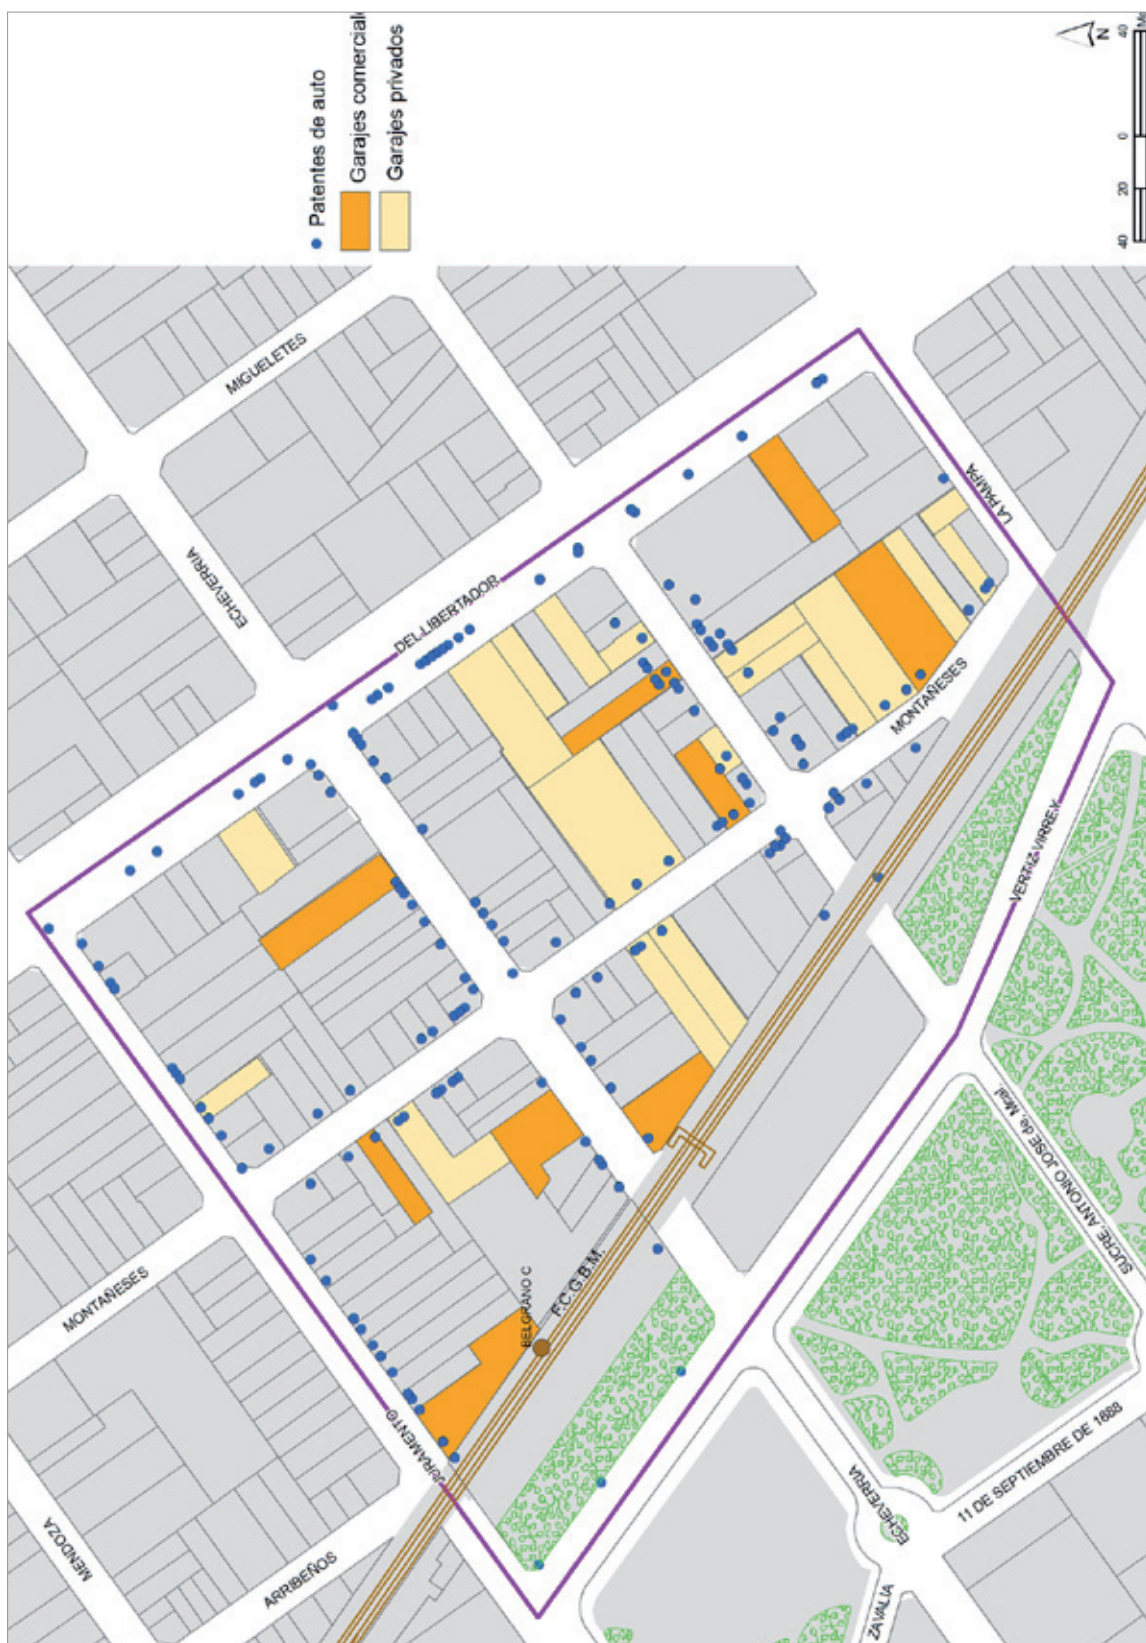 Patentes de auto
Garajes comerciale
Garajes privados
N
40
20
0
40
Me
MIGUELETES
ECHEVERRIA
DEL LIBERTADOR
LA PAMPA
MONTAÑESES
MONTAÑESES
MENDOZA
JURAMENTO
ARRIBEÑOS
BELGRANO C
F.C.G.B.M.
VERTIZ VIRREY
SUCRE, ANTONIO JOSE de, Mcal.
ECHEVERRIA
11 DE SEPTIEMBRE DE 1888
ZAVALIA